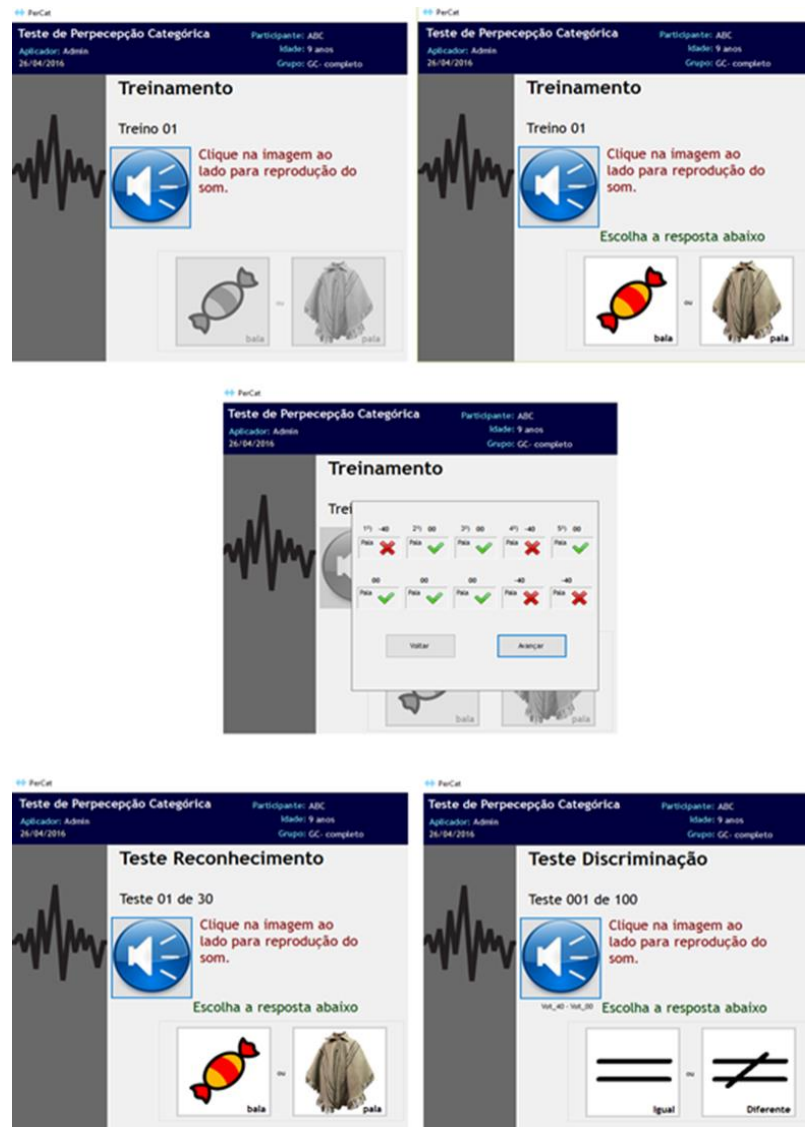 PerCat
Teste de Perpecepção Categórica
Participante: ABC
Aplicador: Admin
Idade: 9 anos
26/04/2016
Grupo: GC- completo
Treinamento
Treino 01
Clique na imagem ao
lado para reprodução do
som.
bala
ou
pala
PerCat
Teste de Perpecepção Categórica
Participante: ABC
Aplicador: Admin
Idade: 9 anos
26/04/2016
Grupo: GC- completo
Treinamento
Treino 01
Clique na imagem ao
lado para reprodução do
som.
Escolha a resposta abaixo
bala
ou
pala
PerCat
Teste de Perpecepção Categórica
Participante: ABC
Aplicador: Admin
Idade: 9 anos
26/04/2016
Grupo: GC- completo
Treinamento
Trei
1º) -40 2º) 00 3º) 00 4º) -40 5º) 00
Pala Pala Pala Pala Pala
00 00 00 -40 -40
Pala Pala Pala Pala Pala
Voltar Avançar
bala
pala
PerCat
Teste de Perpecepção Categórica
Participante: ABC
Aplicador: Admin
Idade: 9 anos
26/04/2016
Grupo: GC- completo
Teste Reconhecimento
Teste 01 de 30
Clique na imagem ao
lado para reprodução do
som.
Escolha a resposta abaixo
bala
ou
pala
PerCat
Teste de Perpecepção Categórica
Participante: ABC
Aplicador: Admin
Idade: 9 anos
26/04/2016
Grupo: GC- completo
Teste Discriminação
Teste 001 de 100
Clique na imagem ao
lado para reprodução do
som.
Vot_40 - Vot_00
Escolha a resposta abaixo
Igual
ou
Diferente